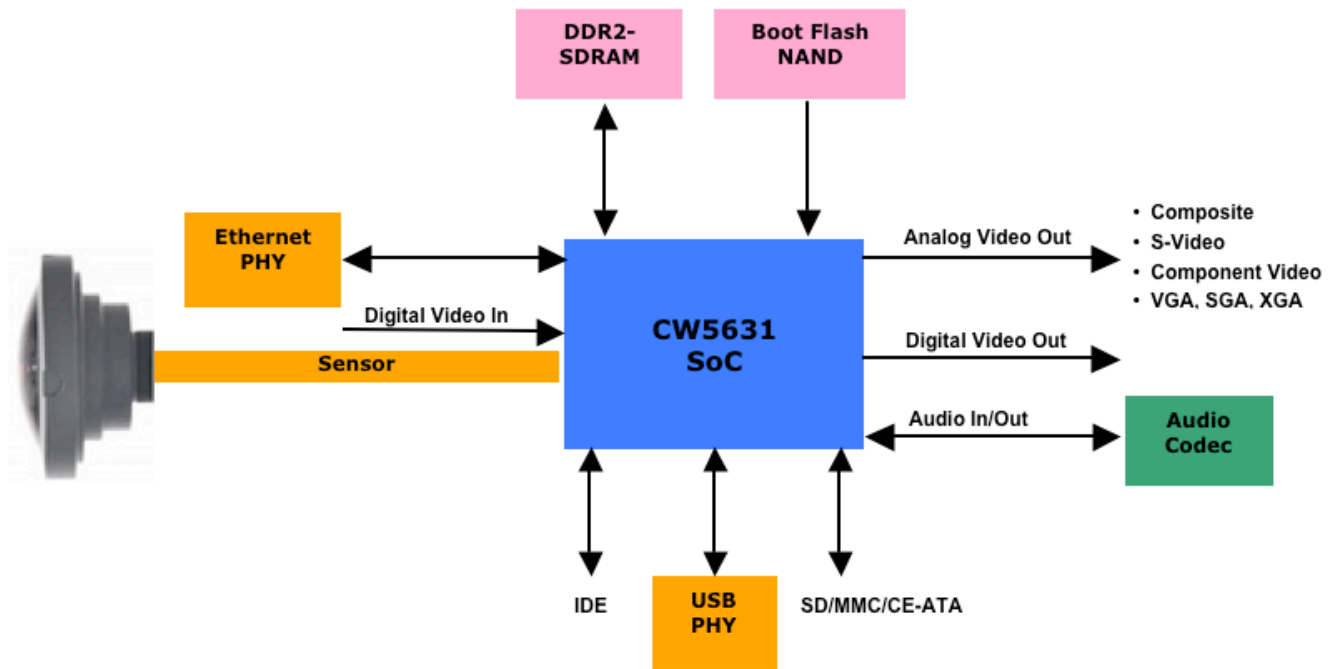 DDR2-
SDRAM
Boot Flash
NAND
Ethernet
PHY
Analog Video Out
• Composite
• S-Video
• Component Video
• VGA, SGA, XGA
Digital Video In
CW5631
SoC
Sensor
Digital Video Out
Audio In/Out
Audio
Codec
IDE
USB
PHY
SD/MMC/CE-ATA